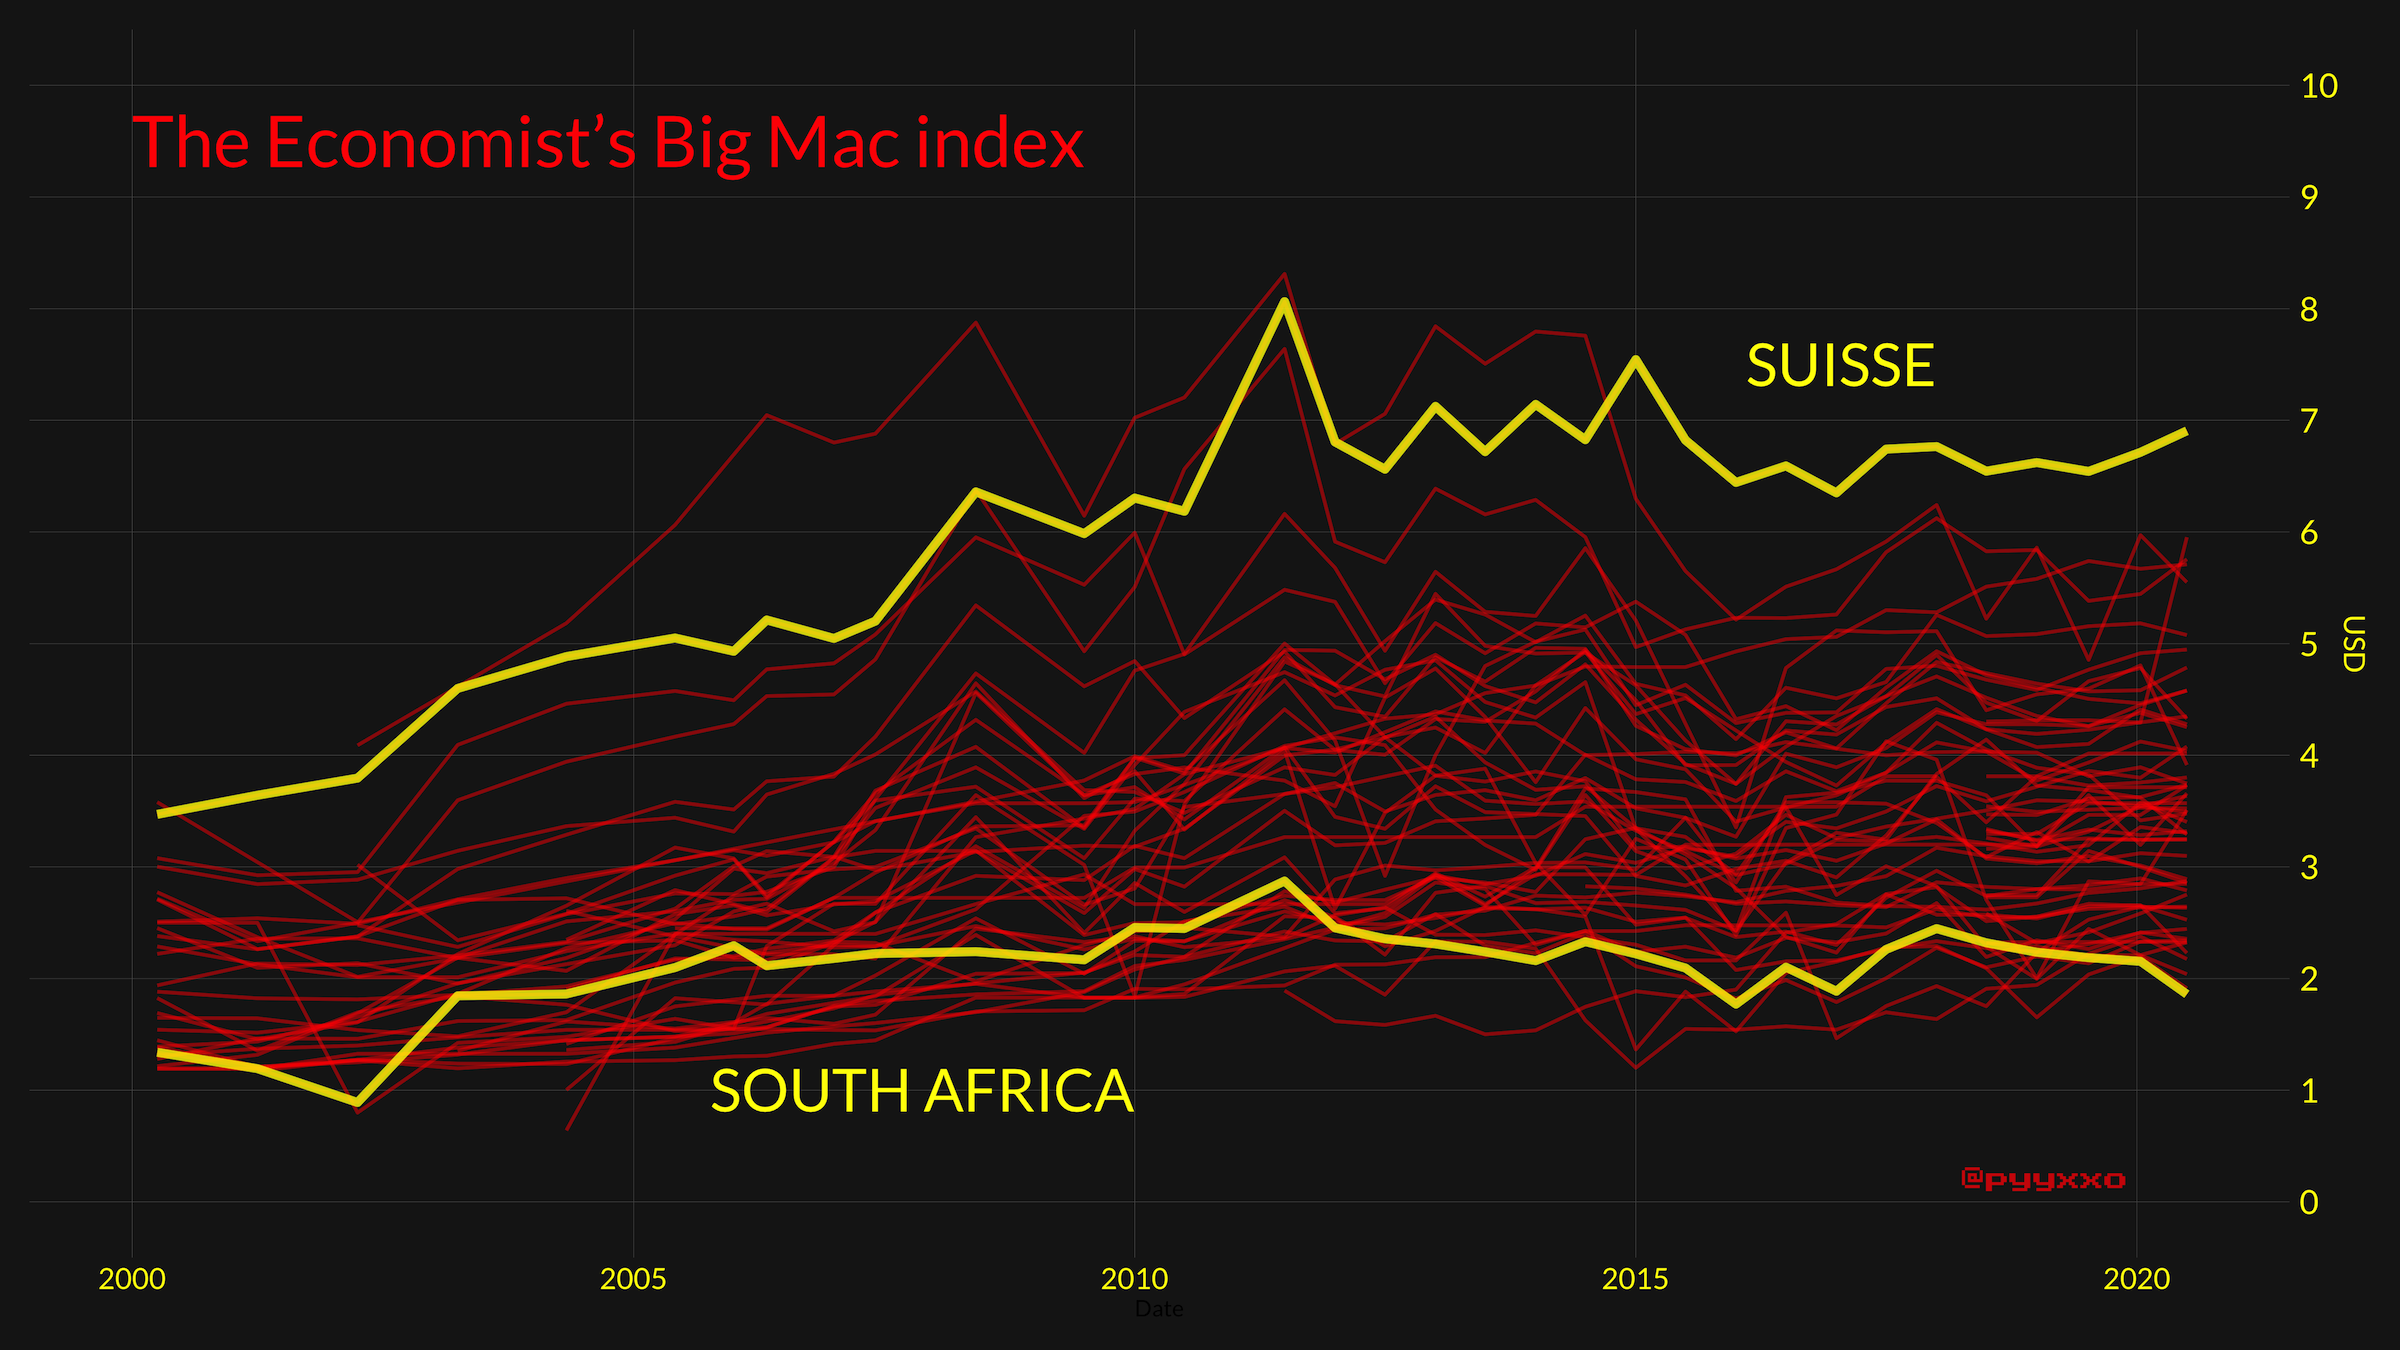 The Economist’s Big Mac index
10
9
8
SUISSE
7
6
USD
5
4
3
2
SOUTH AFRICA
1
@pyyxxo
0
2000 2005 2010 2015 2020
Date